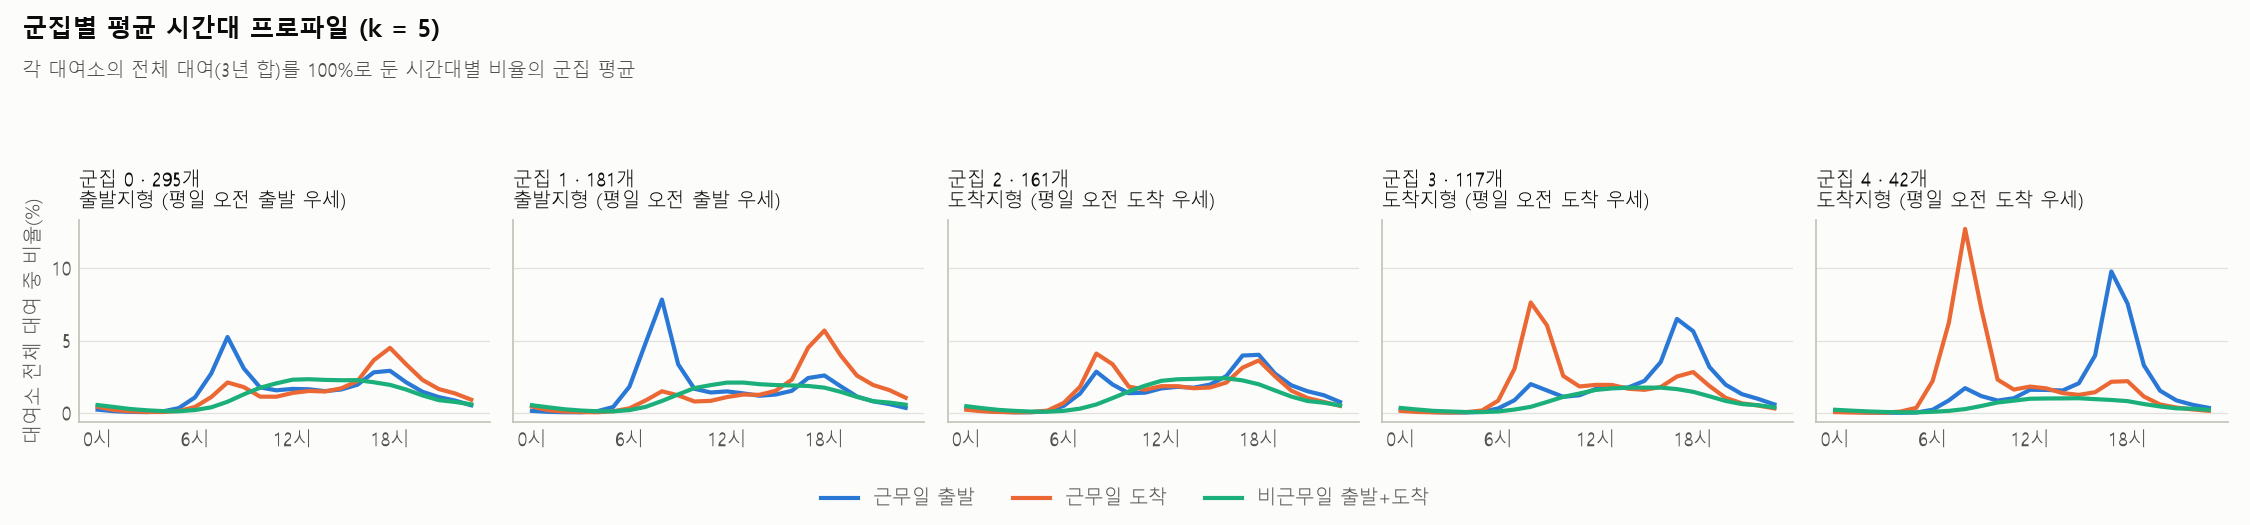 군집별 평균 시간대 프로파일 (k = 5)
각 대여소의 전체 대여(3년 합)를 100%로 둔 시간대별 비율의 군집 평균
군집 0 · 295개
출발지형 (평일 오전 출발 우세)
군집 1 · 181개
출발지형 (평일 오전 출발 우세)
군집 2 · 161개
도착지형 (평일 오전 도착 우세)
군집 3 · 117개
도착지형 (평일 오전 도착 우세)
군집 4 · 42개
도착지형 (평일 오전 도착 우세)
대여소 전체 대여 중 비율(%)
10
5
0
0시 6시 12시 18시
0시 6시 12시 18시
0시 6시 12시 18시
0시 6시 12시 18시
0시 6시 12시 18시
근무일 출발 근무일 도착 비근무일 출발+도착